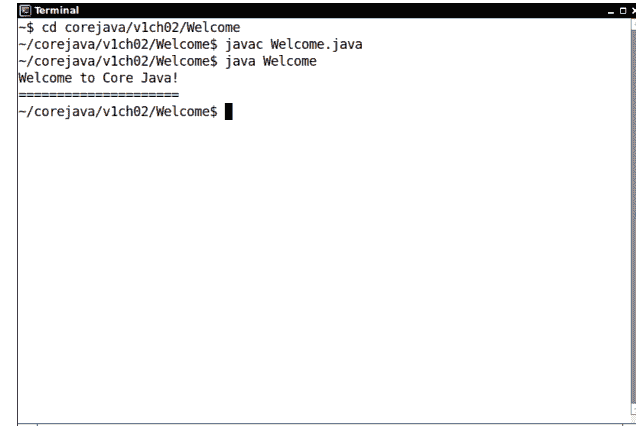 Terminal
~$ cd corejava/v1ch02/Welcome
~/corejava/v1ch02/Welcome$ javac Welcome.java
~/corejava/v1ch02/Welcome$ java Welcome
Welcome to Core Java!
=====================
~/corejava/v1ch02/Welcome$